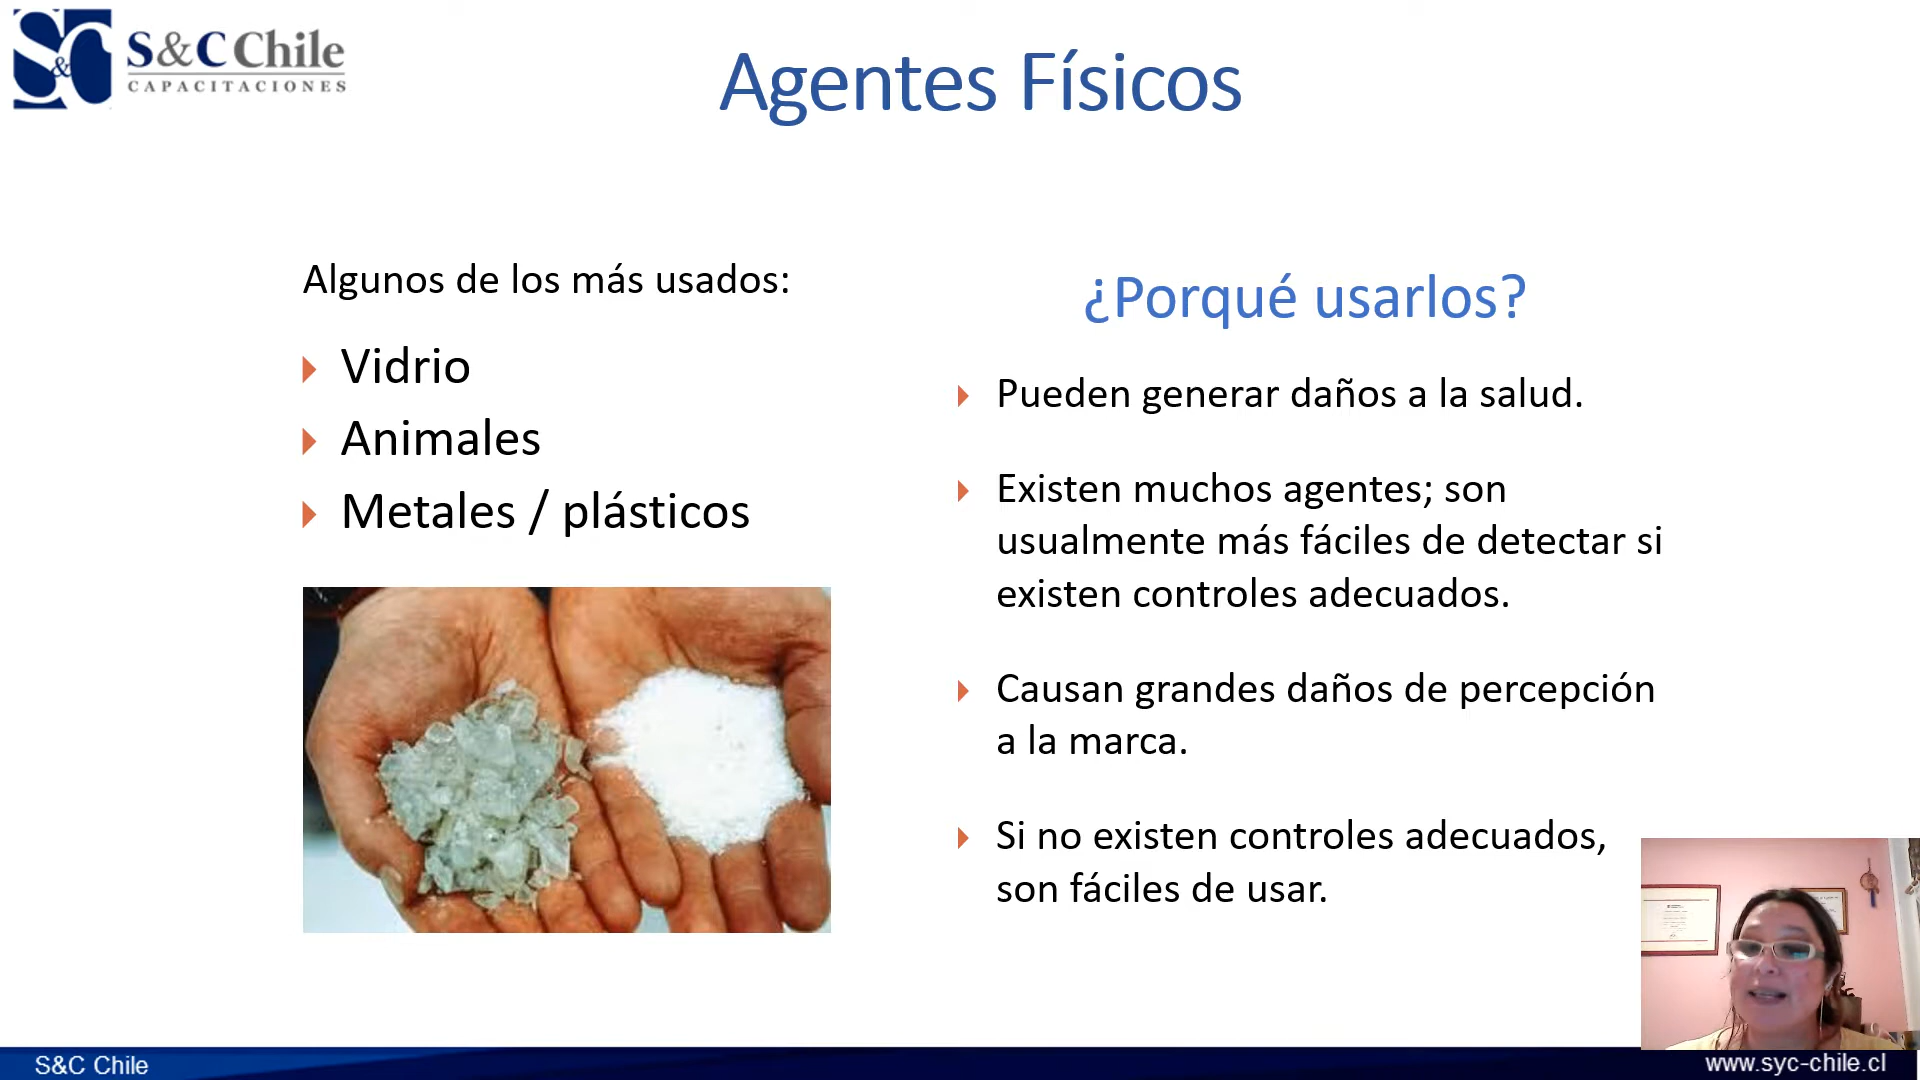 S&C Chile
CAPACITACIONES
Agentes Físicos
Algunos de los más usados:
Vidrio
Animales
Metales / plásticos
¿Porqué usarlos?
Pueden generar daños a la salud.
Existen muchos agentes; son
usualmente más fáciles de detectar si
existen controles adecuados.
Causan grandes daños de percepción
a la marca.
Si no existen controles adecuados,
son fáciles de usar.
S&C Chile
www.syc-chile.cl